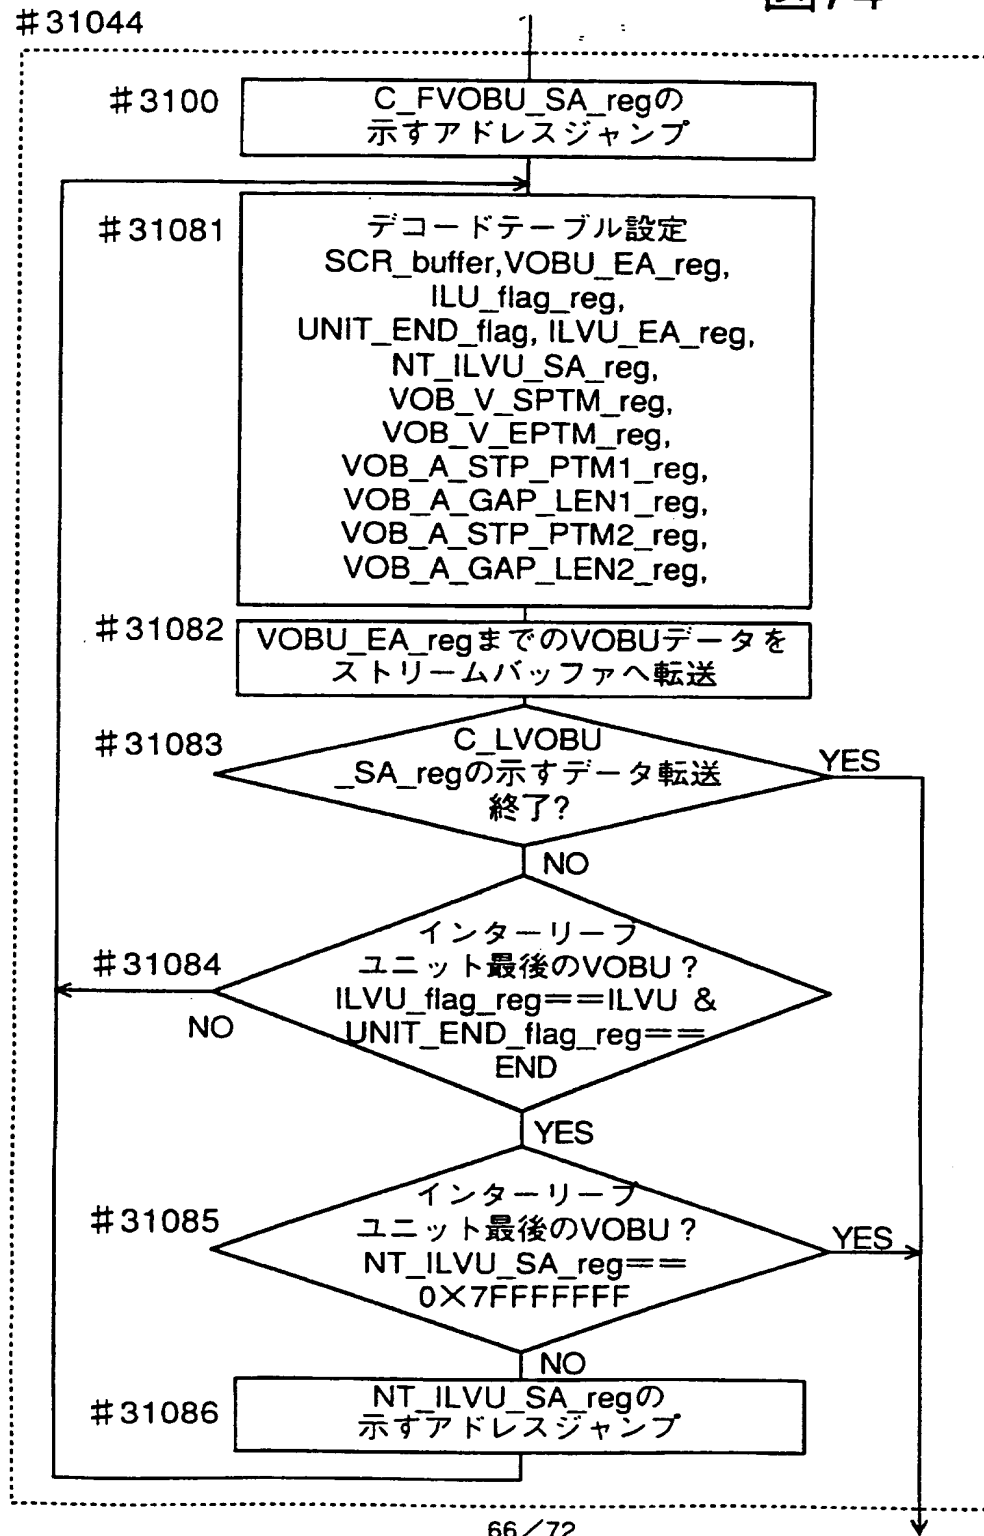 図74
#31044
#3100
C_FVOBU_SA_regの
示すアドレスジャンプ
#31081
デコードテーブル設定
SCR_buffer,VOBU_EA_reg,
ILU_flag_reg,
UNIT_END_flag, ILVU_EA_reg,
NT_ILVU_SA_reg,
VOB_V_SPTM_reg,
VOB_V_EPTM_reg,
VOB_A_STP_PTM1_reg,
VOB_A_GAP_LEN1_reg,
VOB_A_STP_PTM2_reg,
VOB_A_GAP_LEN2_reg,
#31082
VOBU_EA_regまでのVOBUデータを
ストリームバッファへ転送
#31083
C_LVOBU
_SA_regの示すデータ転送
終了?
YES
NO
#31084
インターリーブ
ユニット最後のVOBU?
ILVU_flag_reg==ILVU &
UNIT_END_flag_reg==
END
NO
YES
#31085
インターリーブ
ユニット最後のVOBU?
NT_ILVU_SA_reg==
0×7FFFFFFF
YES
NO
#31086
NT_ILVU_SA_regの
示すアドレスジャンプ
66/72